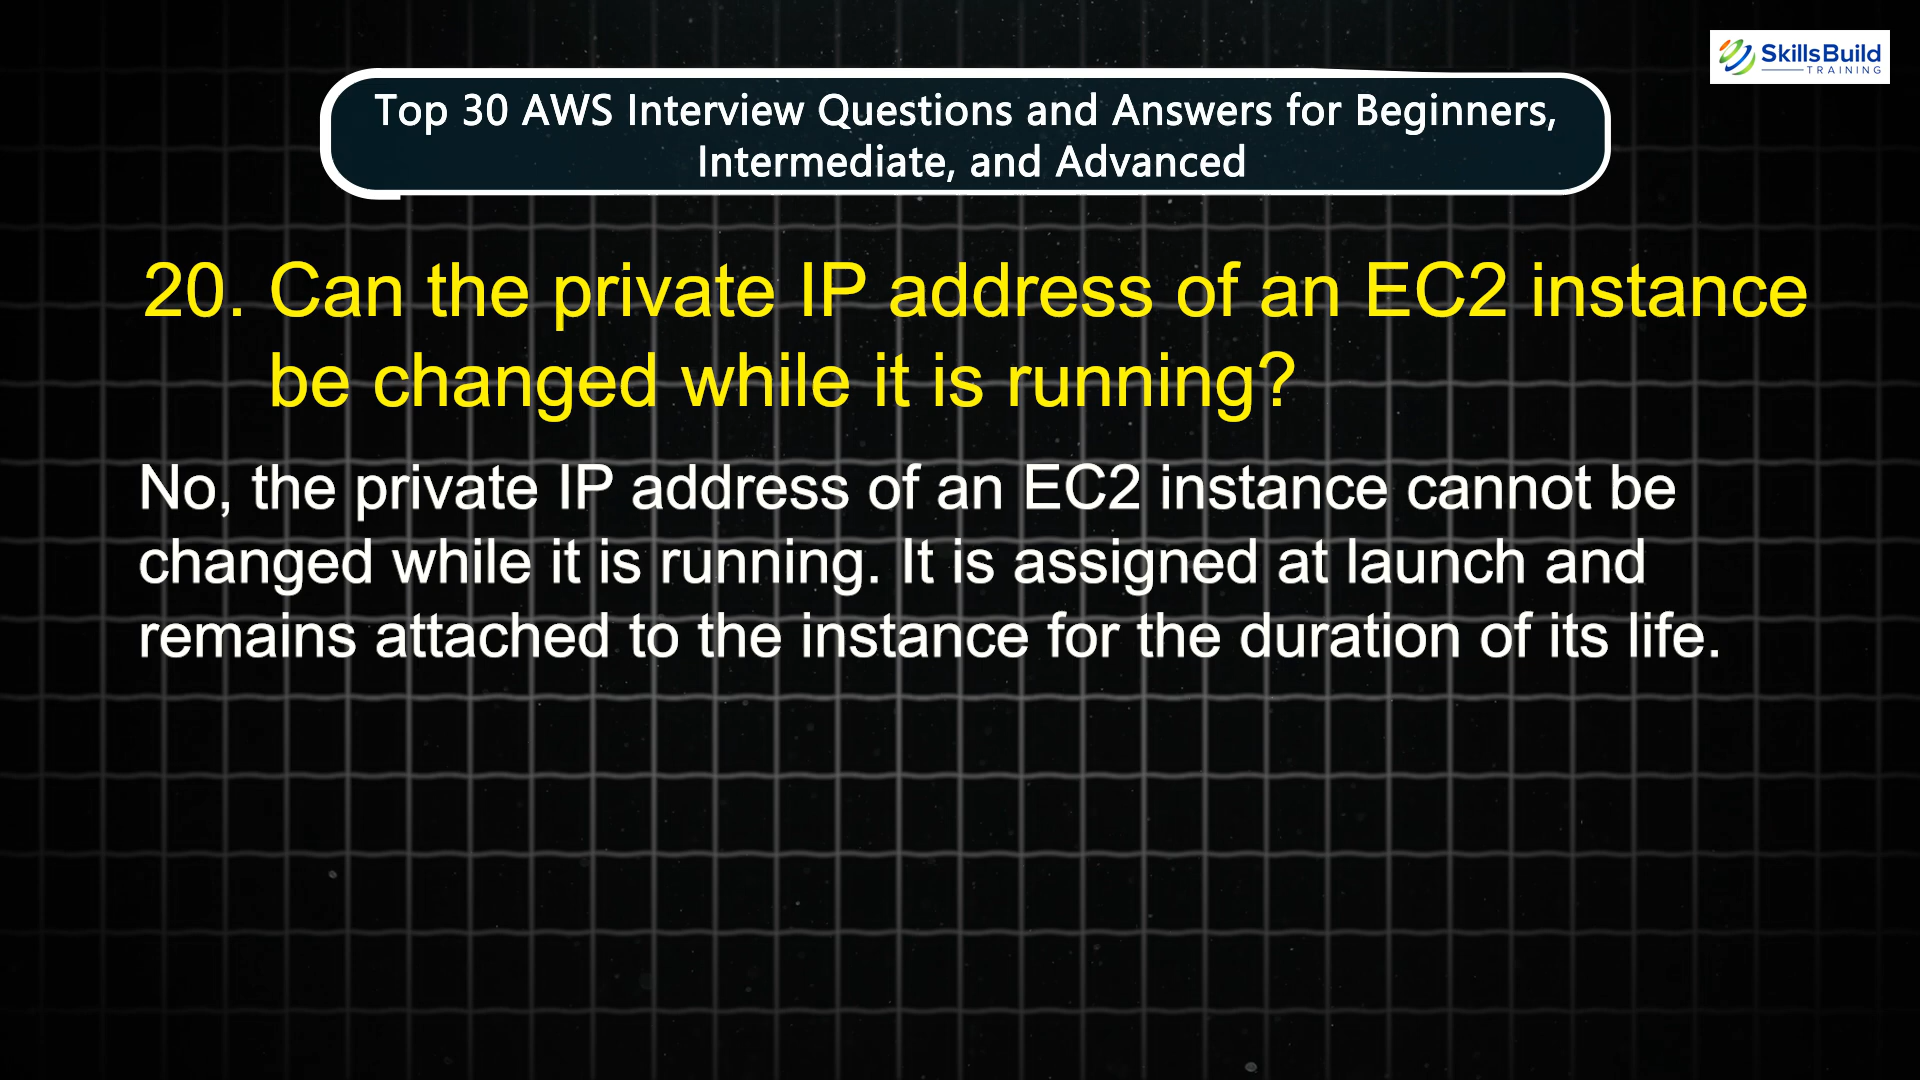 SkillsBuild
TRAINING
Top 30 AWS Interview Questions and Answers for Beginners,
Intermediate, and Advanced
20. Can the private IP address of an EC2 instance
be changed while it is running?
No, the private IP address of an EC2 instance cannot be
changed while it is running. It is assigned at launch and
remains attached to the instance for the duration of its life.